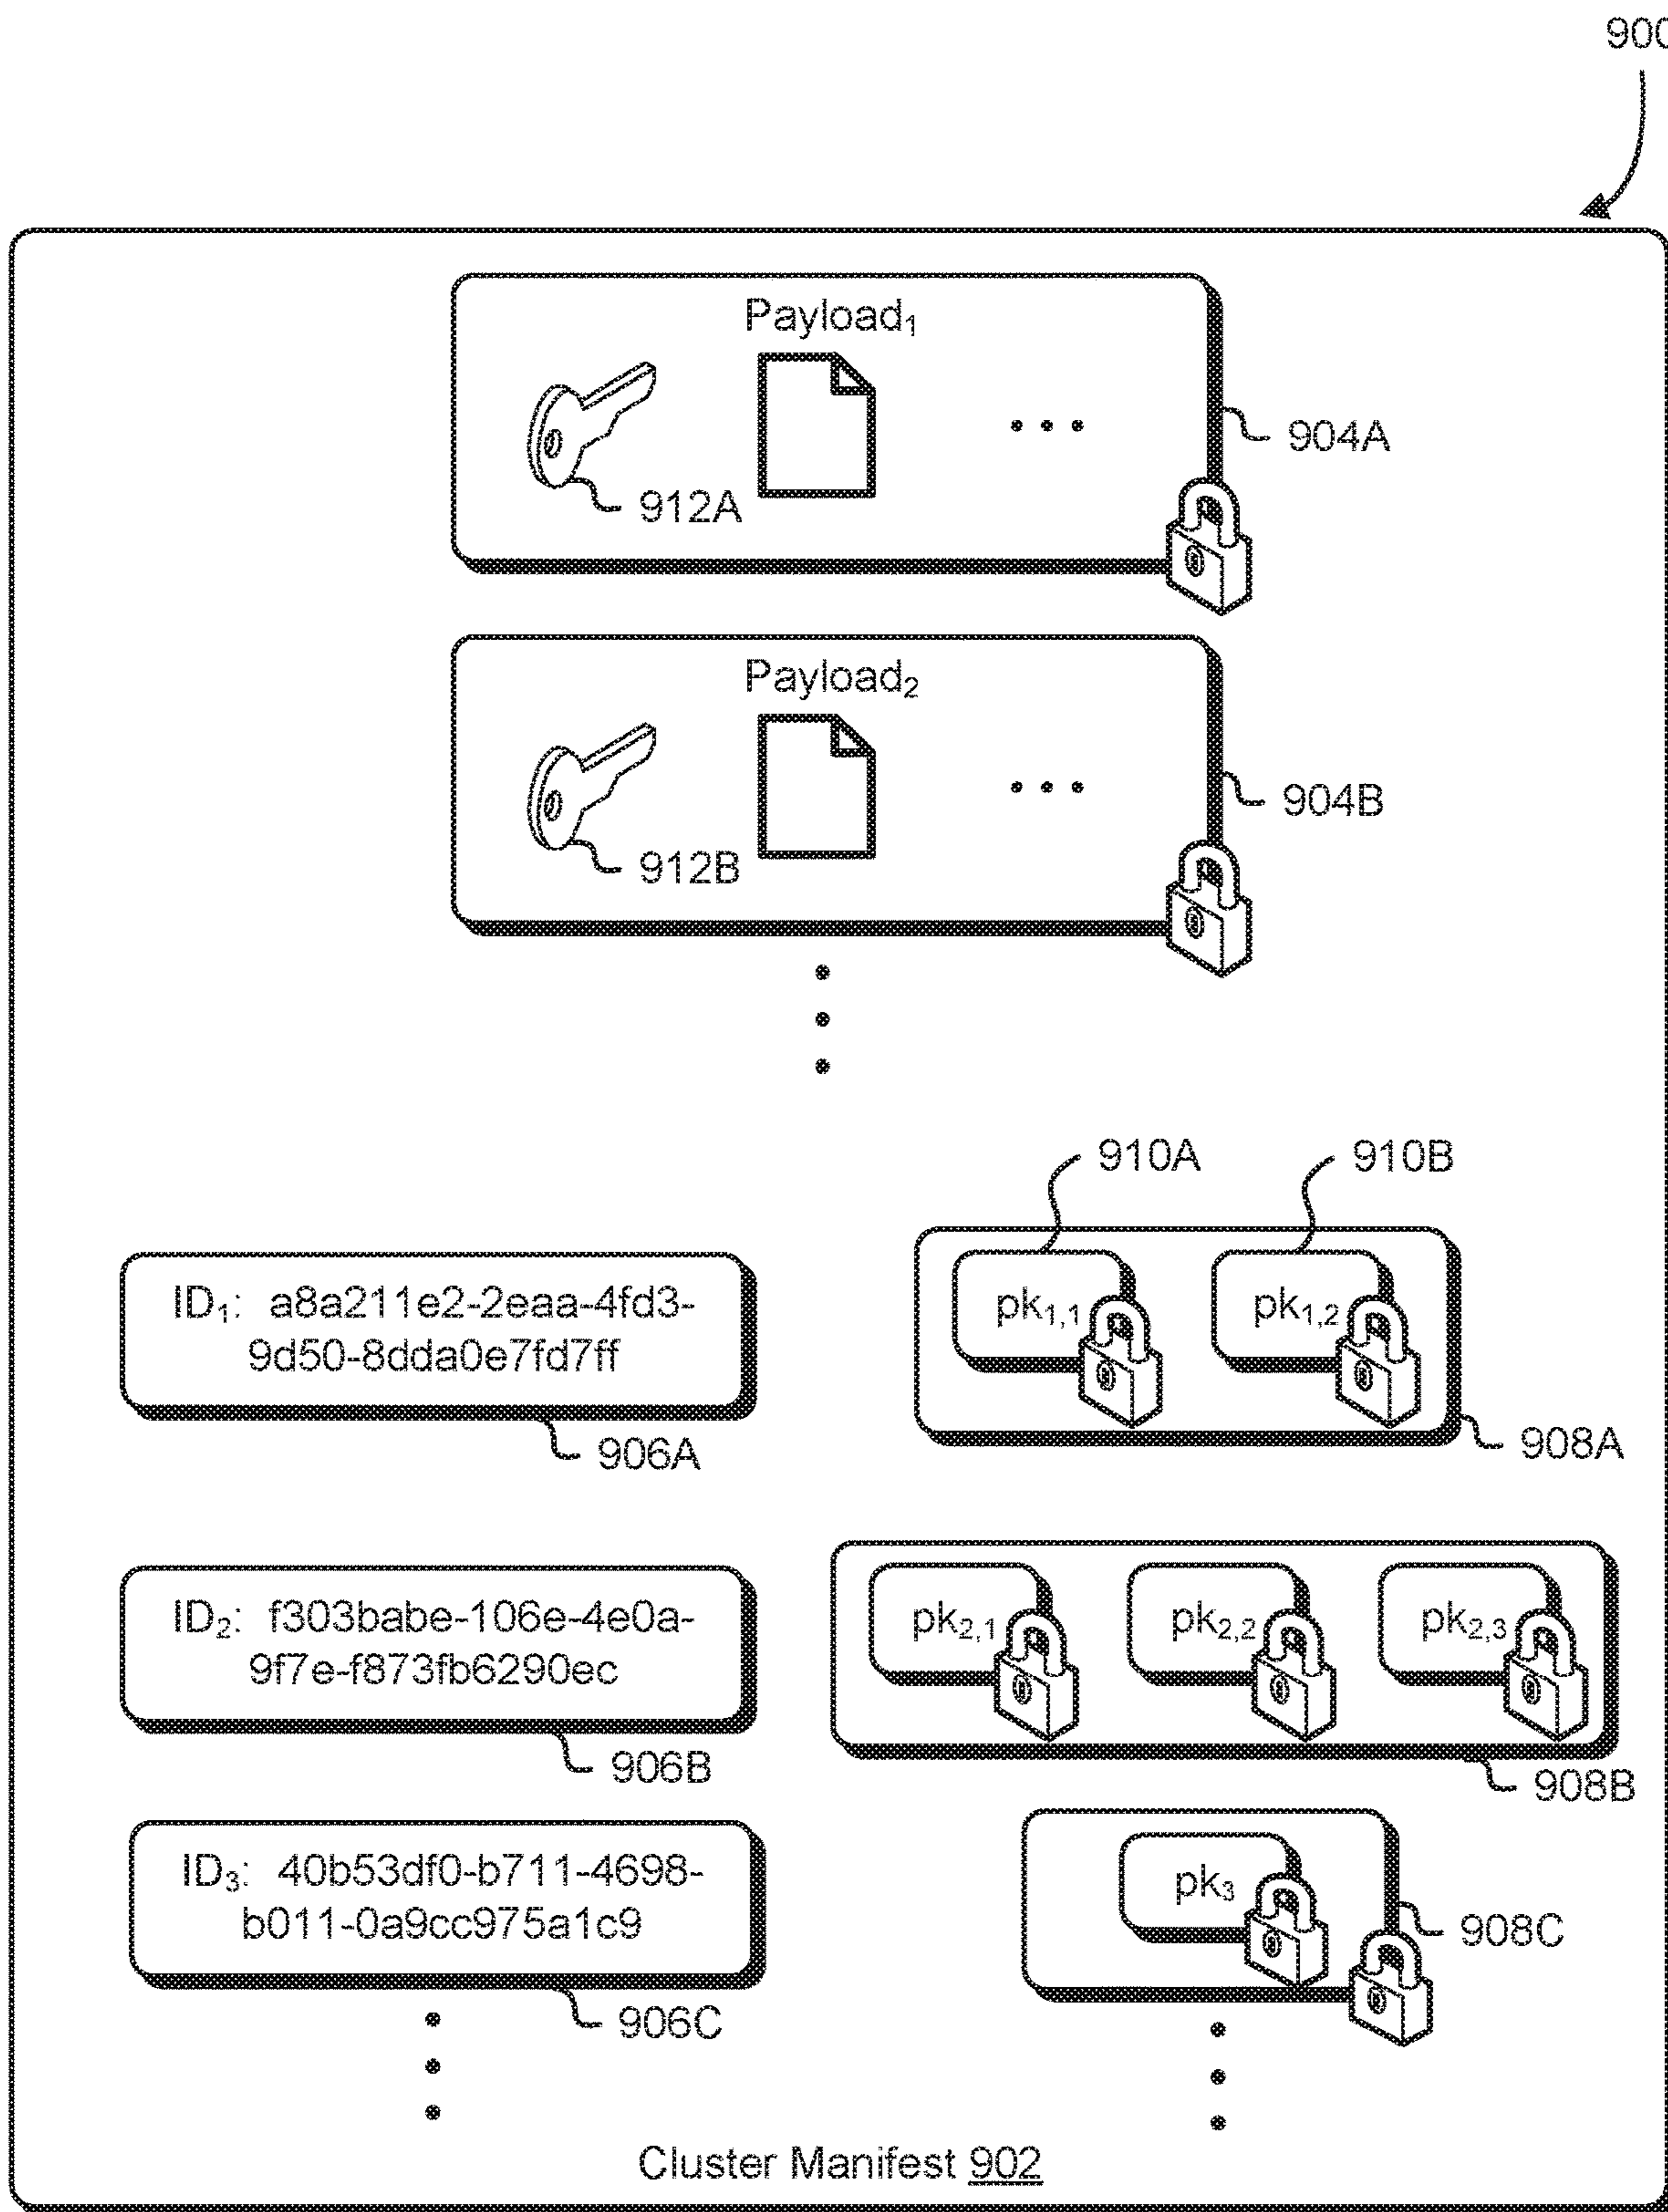 900
Payload₁
904A
912A
Payload₂
904B
912B
910A 910B
ID₁: a8a211e2-2eaa-4fd3-
9d50-8dda0e7fd7ff
pk₁,₁ pk₁,₂
906A
908A
ID₂: f303babe-106e-4e0a-
9f7e-f873fb6290ec
pk₂,₁ pk₂,₂ pk₂,₃
906B
908B
ID₃: 40b53df0-b711-4698-
b011-0a9cc975a1c9
pk₃
908C
906C
Cluster Manifest 902